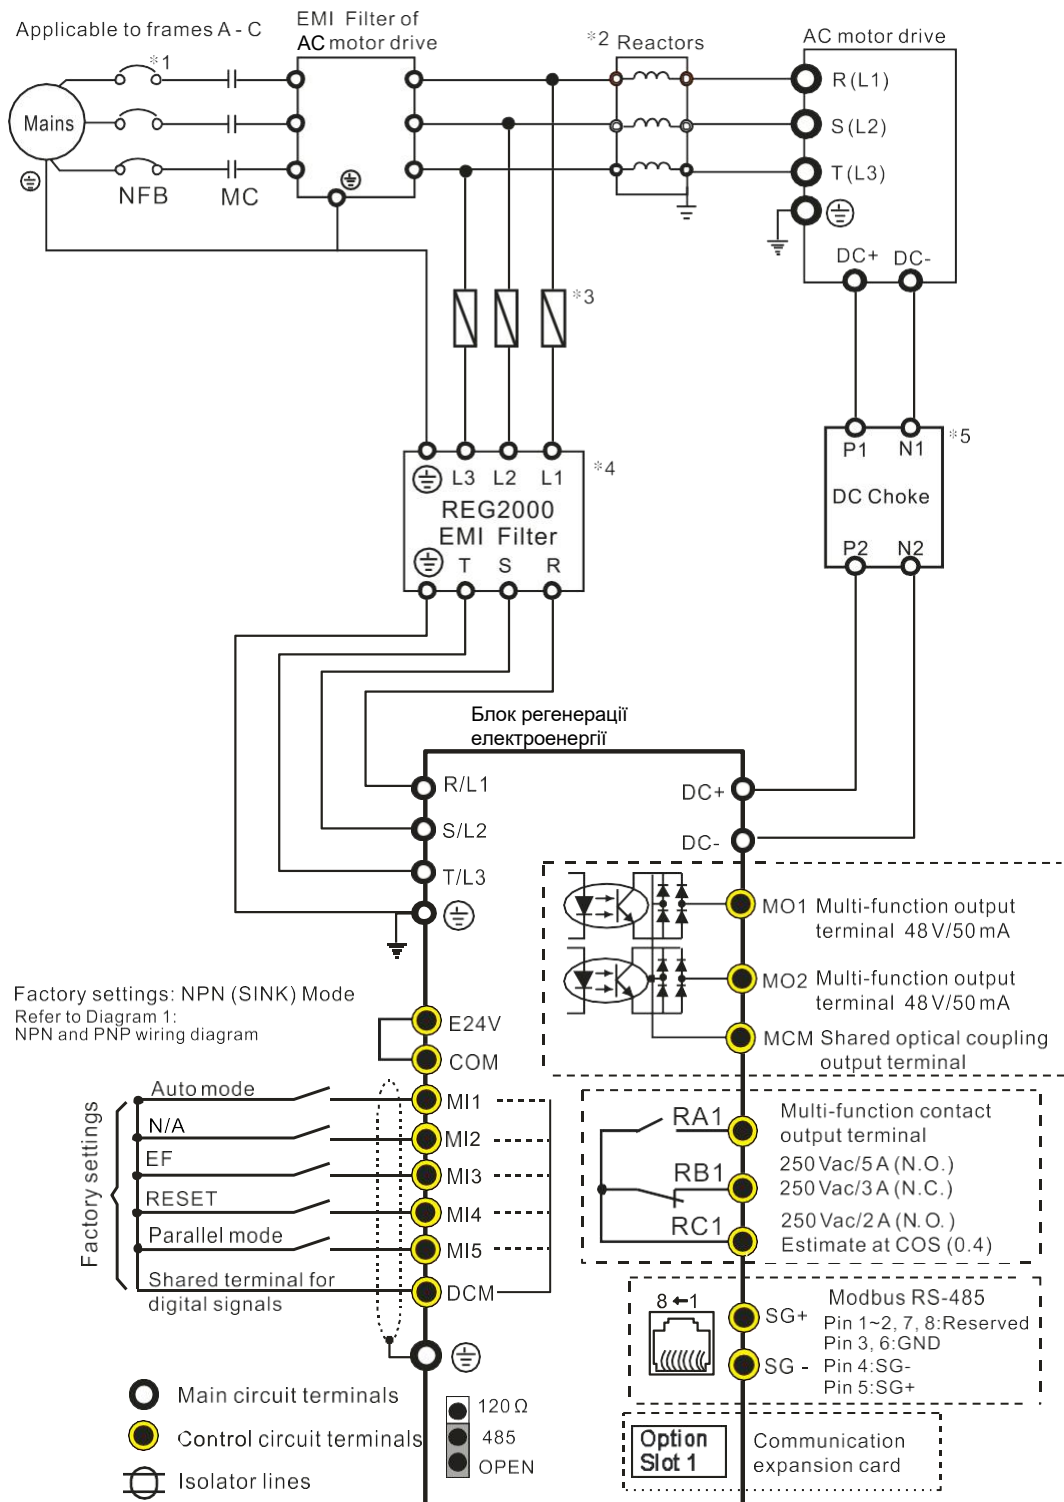 Applicable to frames A - C
EMI Filter of
AC motor drive
*2 Reactors
AC motor drive
*1
R(L1)
Mains
S(L2)
T(L3)
NFB
MC
DC+
DC-
*3
*5
P1
N1
*4
L3
L2
L1
DC Choke
REG2000
EMI Filter
P2
N2
T
S
R
Блок регенерації
електроенергії
R/L1
DC+
S/L2
DC-
T/L3
MO1 Multi-function output
terminal 48V/50mA
MO2 Multi-function output
terminal 48V/50mA
Factory settings: NPN (SINK) Mode
Refer to Diagram 1:
NPN and PNP wiring diagram
E24V
MCM Shared optical coupling
output terminal
COM
Auto mode
MI1
N/A
MI2
EF
MI3
RESET
MI4
Parallel mode
MI5
Shared terminal for
digital signals
DCM
Factory settings
RA1
Multi-function contact
output terminal
RB1
250Vac/5A (N.O.)
250Vac/3A (N.C.)
RC1
250Vac/2A (N.O.)
Estimate at COS (0.4)
8←1
SG+
SG -
Modbus RS-485
Pin 1~2, 7, 8:Reserved
Pin 3, 6:GND
Pin 4:SG-
Pin 5:SG+
Main circuit terminals
Control circuit terminals
Isolator lines
120Ω
485
OPEN
Option
Slot 1
Communication
expansion card